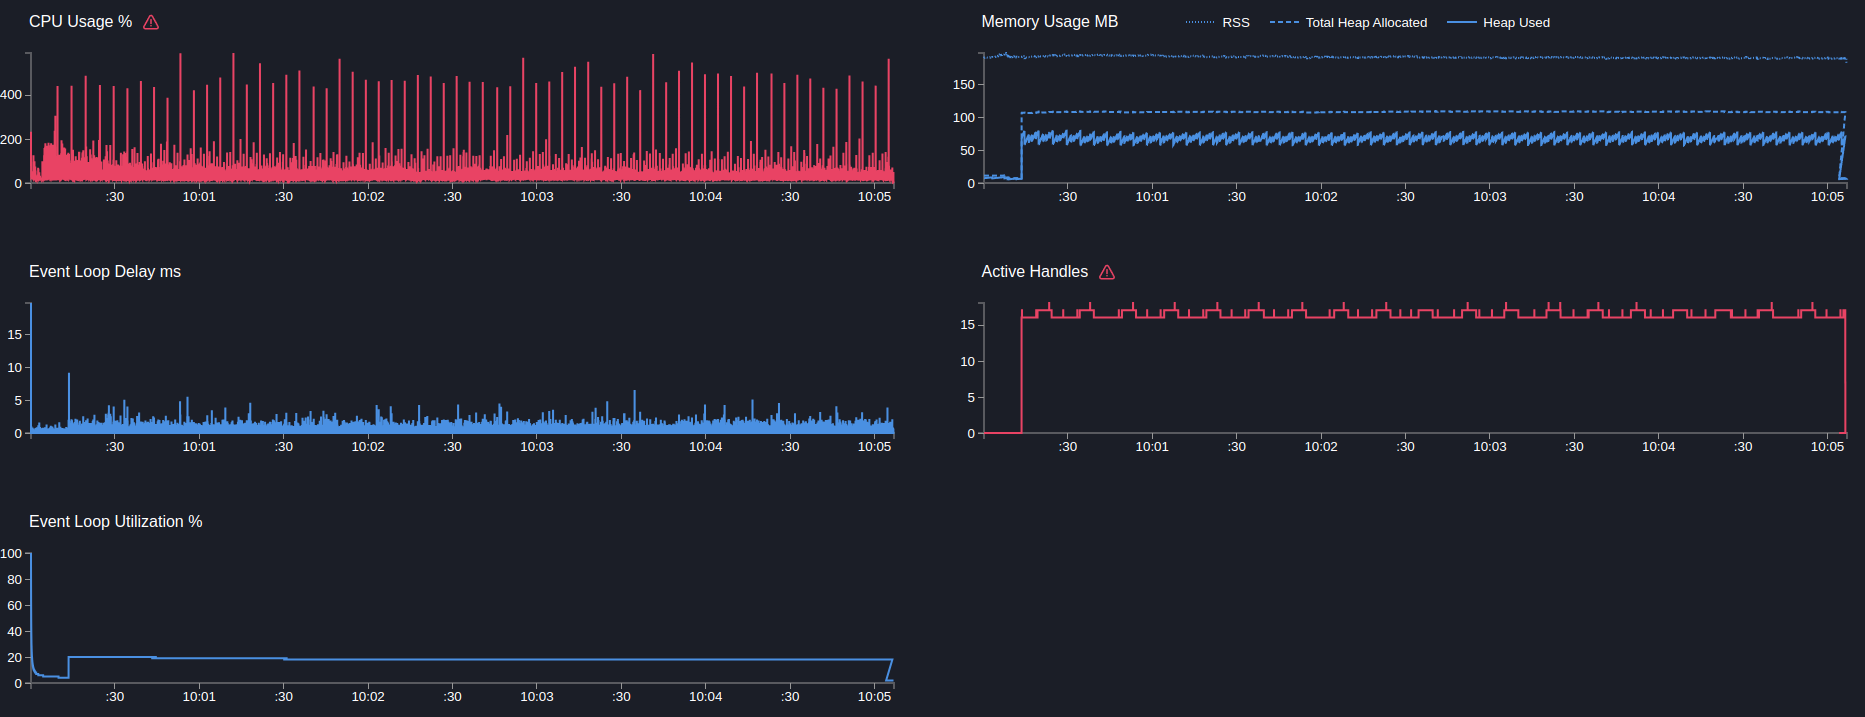 CPU Usage %
400
200
0
:30 10:01 :30 10:02 :30 10:03 :30 10:04 :30 10:05
Memory Usage MB RSS Total Heap Allocated Heap Used
150
100
50
0
:30 10:01 :30 10:02 :30 10:03 :30 10:04 :30 10:05
Event Loop Delay ms
15
10
5
0
:30 10:01 :30 10:02 :30 10:03 :30 10:04 :30 10:05
Active Handles
15
10
5
0
:30 10:01 :30 10:02 :30 10:03 :30 10:04 :30 10:05
Event Loop Utilization %
100
80
60
40
20
0
:30 10:01 :30 10:02 :30 10:03 :30 10:04 :30 10:05